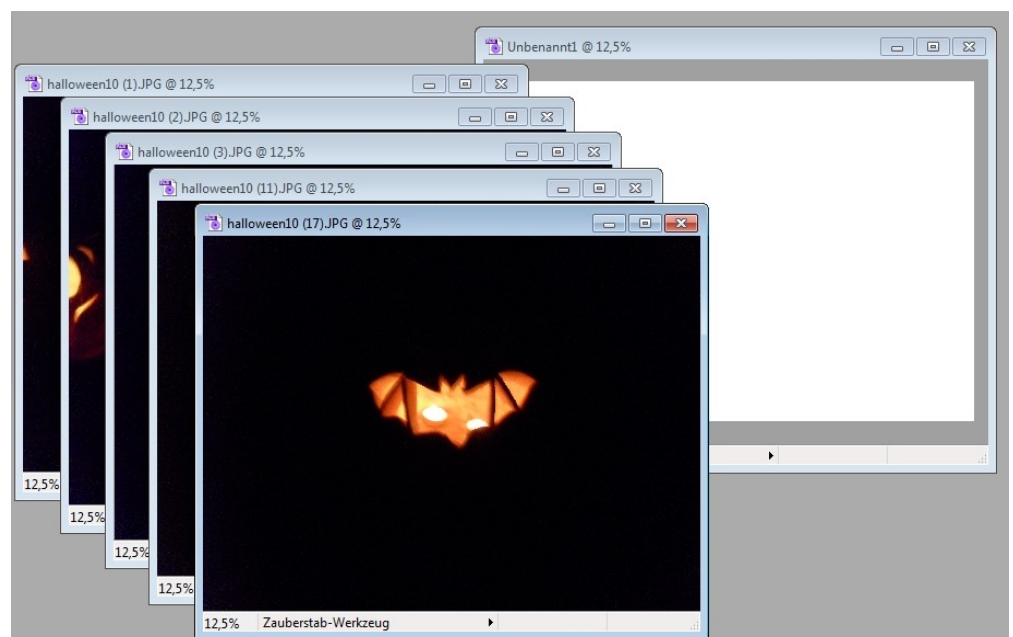 Unbenannt1 @ 12,5%
halloween10 (1).JPG @ 12,5%
halloween10 (2).JPG @ 12,5%
halloween10 (3).JPG @ 12,5%
halloween10 (11).JPG @ 12,5%
halloween10 (17).JPG @ 12,5%
12,5%
12,5%
12,5%
12,5%
12,5% Zauberstab-Werkzeug